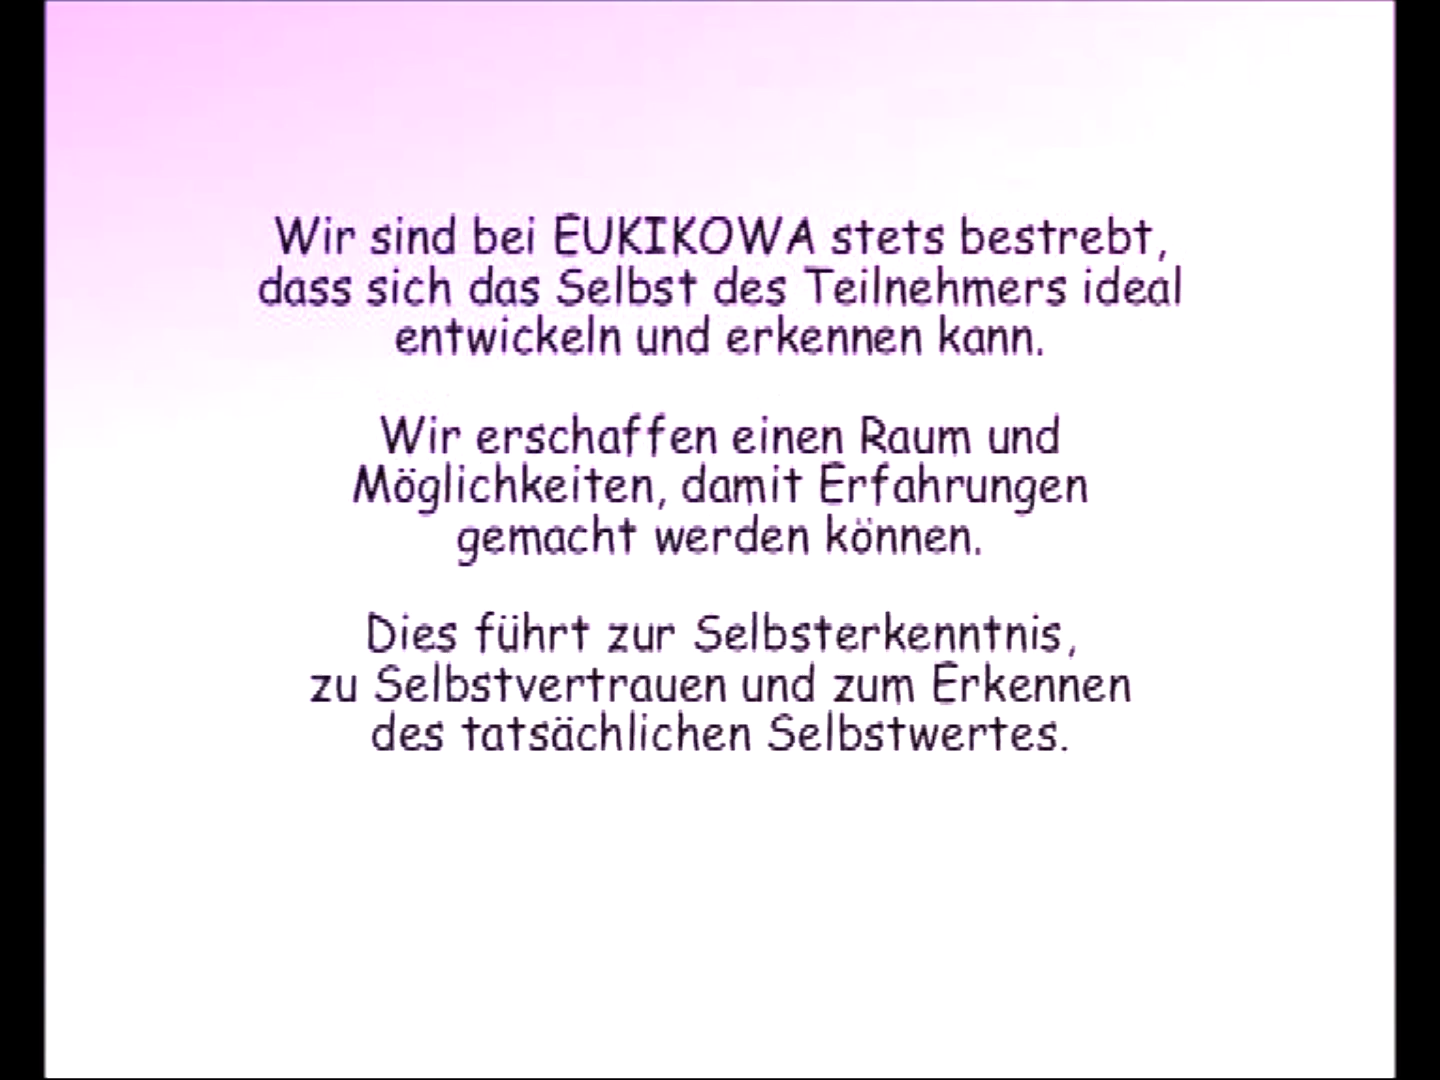 Wir sind bei EUKIKOWA stets bestrebt,
dass sich das Selbst des Teilnehmers ideal
entwickeln und erkennen kann.
Wir erschaffen einen Raum und
Möglichkeiten, damit Erfahrungen
gemacht werden können.
Dies führt zur Selbsterkenntnis,
zu Selbstvertrauen und zum Erkennen
des tatsächlichen Selbstwertes.